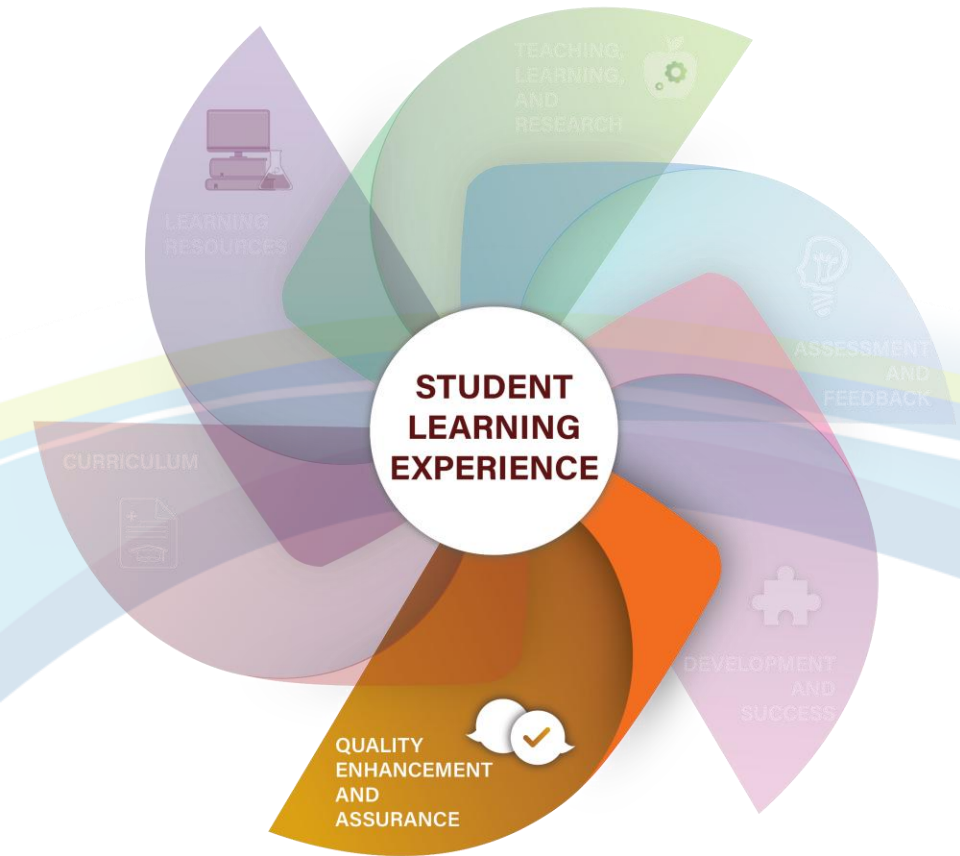 TEACHING,
LEARNING,
AND
RESEARCH
LEARNING
RESOURCES
ASSESSMENT
AND
FEEDBACK
STUDENT
LEARNING
EXPERIENCE
CURRICULUM
DEVELOPMENT
AND
SUCCESS
QUALITY
ENHANCEMENT
AND
ASSURANCE